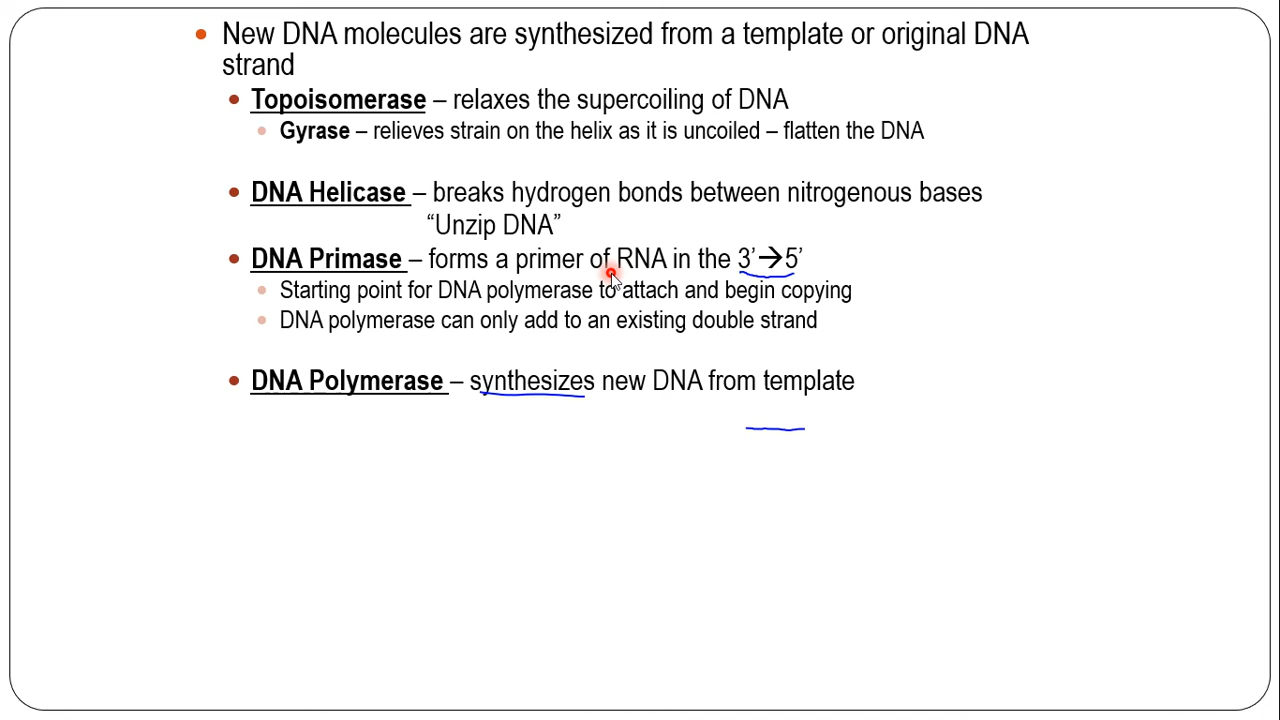 New DNA molecules are synthesized from a template or original DNA
strand
Topoisomerase – relaxes the supercoiling of DNA
Gyrase – relieves strain on the helix as it is uncoiled – flatten the DNA
DNA Helicase – breaks hydrogen bonds between nitrogenous bases
“Unzip DNA”
DNA Primase – forms a primer of RNA in the 3’→5’
Starting point for DNA polymerase to attach and begin copying
DNA polymerase can only add to an existing double strand
DNA Polymerase – synthesizes new DNA from template